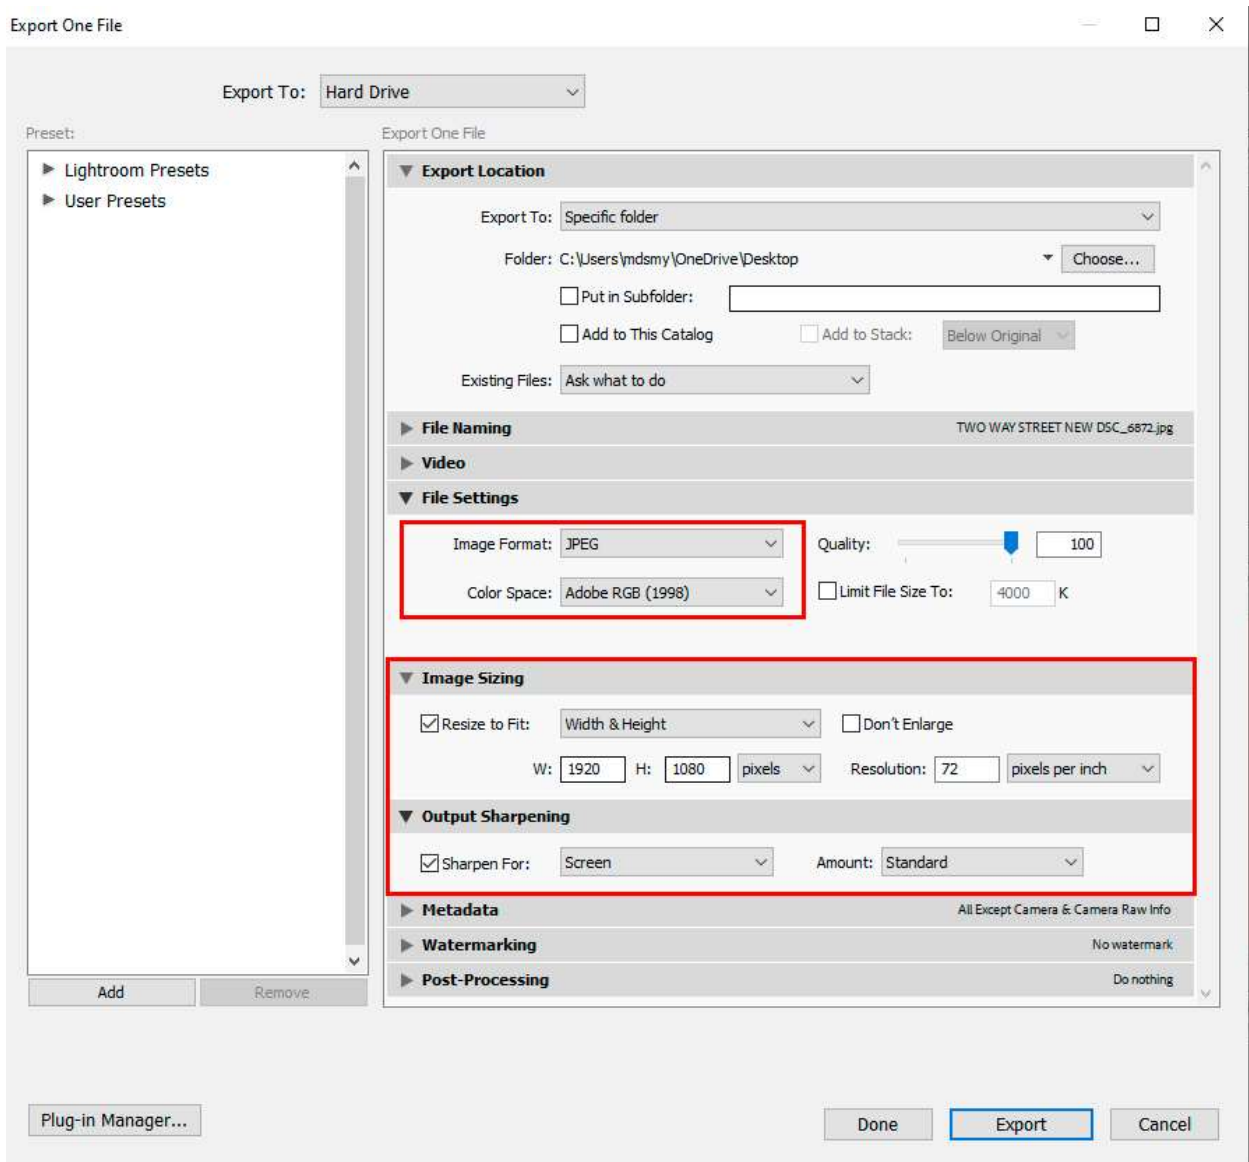 Export One File
Export To: Hard Drive
Preset:
Lightroom Presets
User Presets
Add Remove
Export One File
Export Location
Export To: Specific folder
Folder: C:\Users\mdsmy\OneDrive\Desktop Choose...
Put in Subfolder:
Add to This Catalog Add to Stack: Below Original
Existing Files: Ask what to do
File Naming TWO WAY STREET NEW DSC_6872.jpg
Video
File Settings
Image Format: JPEG Quality: 100
Color Space: Adobe RGB (1998) Limit File Size To: 4000 K
Image Sizing
Resize to Fit: Width & Height Don't Enlarge
W: 1920 H: 1080 pixels Resolution: 72 pixels per inch
Output Sharpening
Sharpen For: Screen Amount: Standard
Metadata All Except Camera & Camera Raw Info
Watermarking No watermark
Post-Processing Do nothing
Plug-in Manager... Done Export Cancel